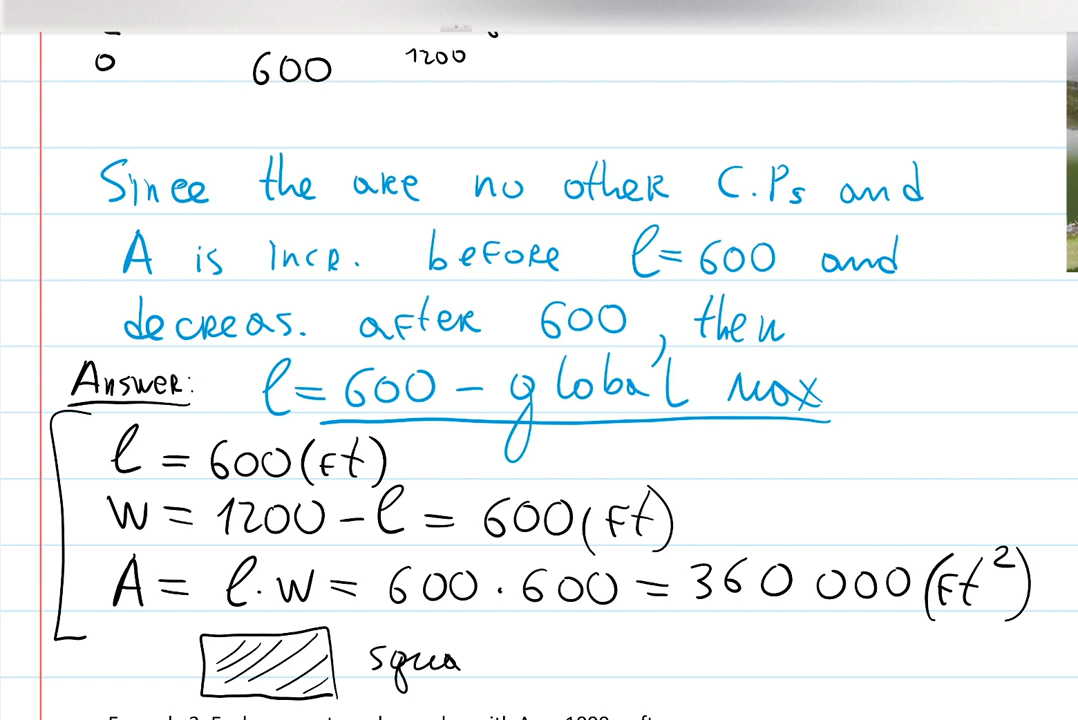 0 600 1200
Since the are no other C.Ps and
A is incr. before l=600 and
decreas. after 600, then
Answer: l=600 - global max
l = 600(ft)
w = 1200 - l = 600(ft)
A = l·w = 600·600 = 360 000(ft²)
squa